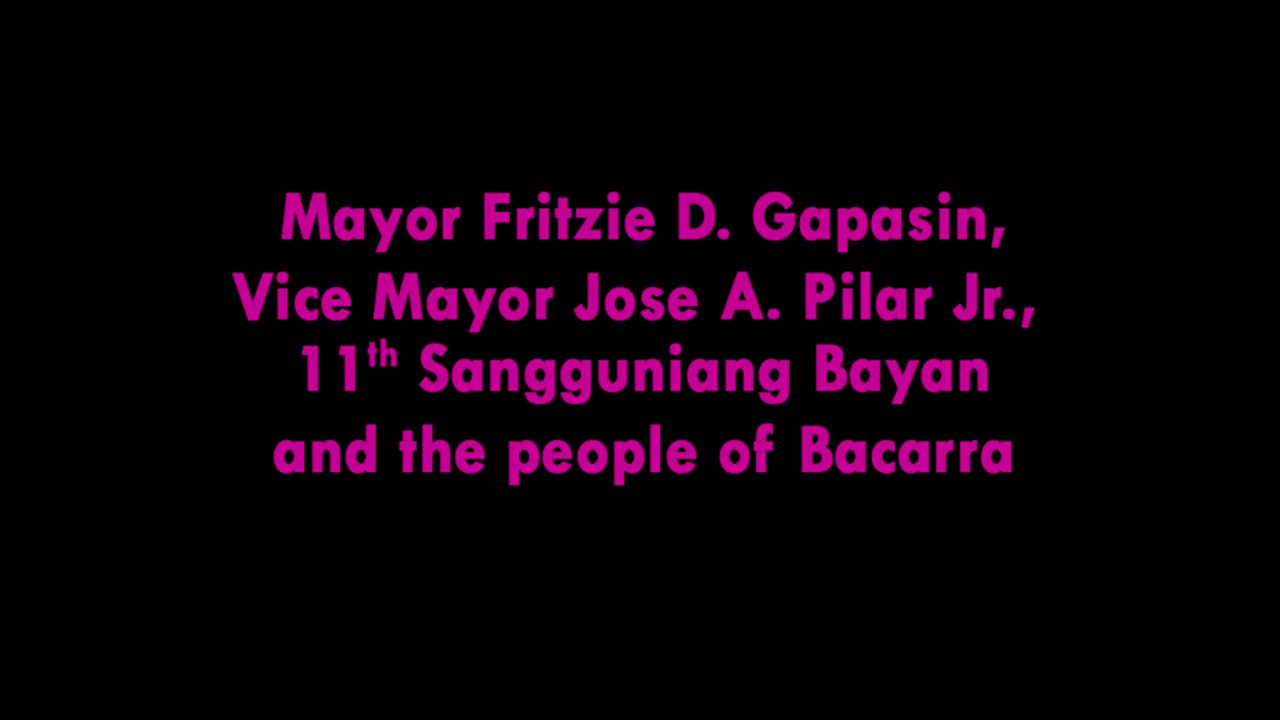 Mayor Fritzie D. Gapasin,
Vice Mayor Jose A. Pilar Jr.,
11th Sangguniang Bayan
and the people of Bacarra